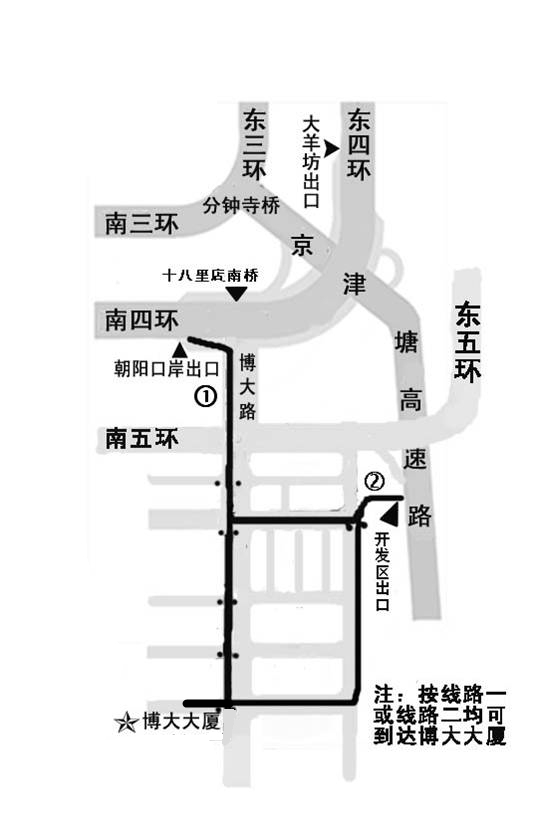 东三环
大羊坊出口
东四环
分钟寺桥
南三环
京津塘高速路
十八里店南桥
南四环
东五环
朝阳口岸出口
博大路
①
南五环
②
开发区出口
注：按线路一
或线路二均可
到达博大大厦
博大大厦